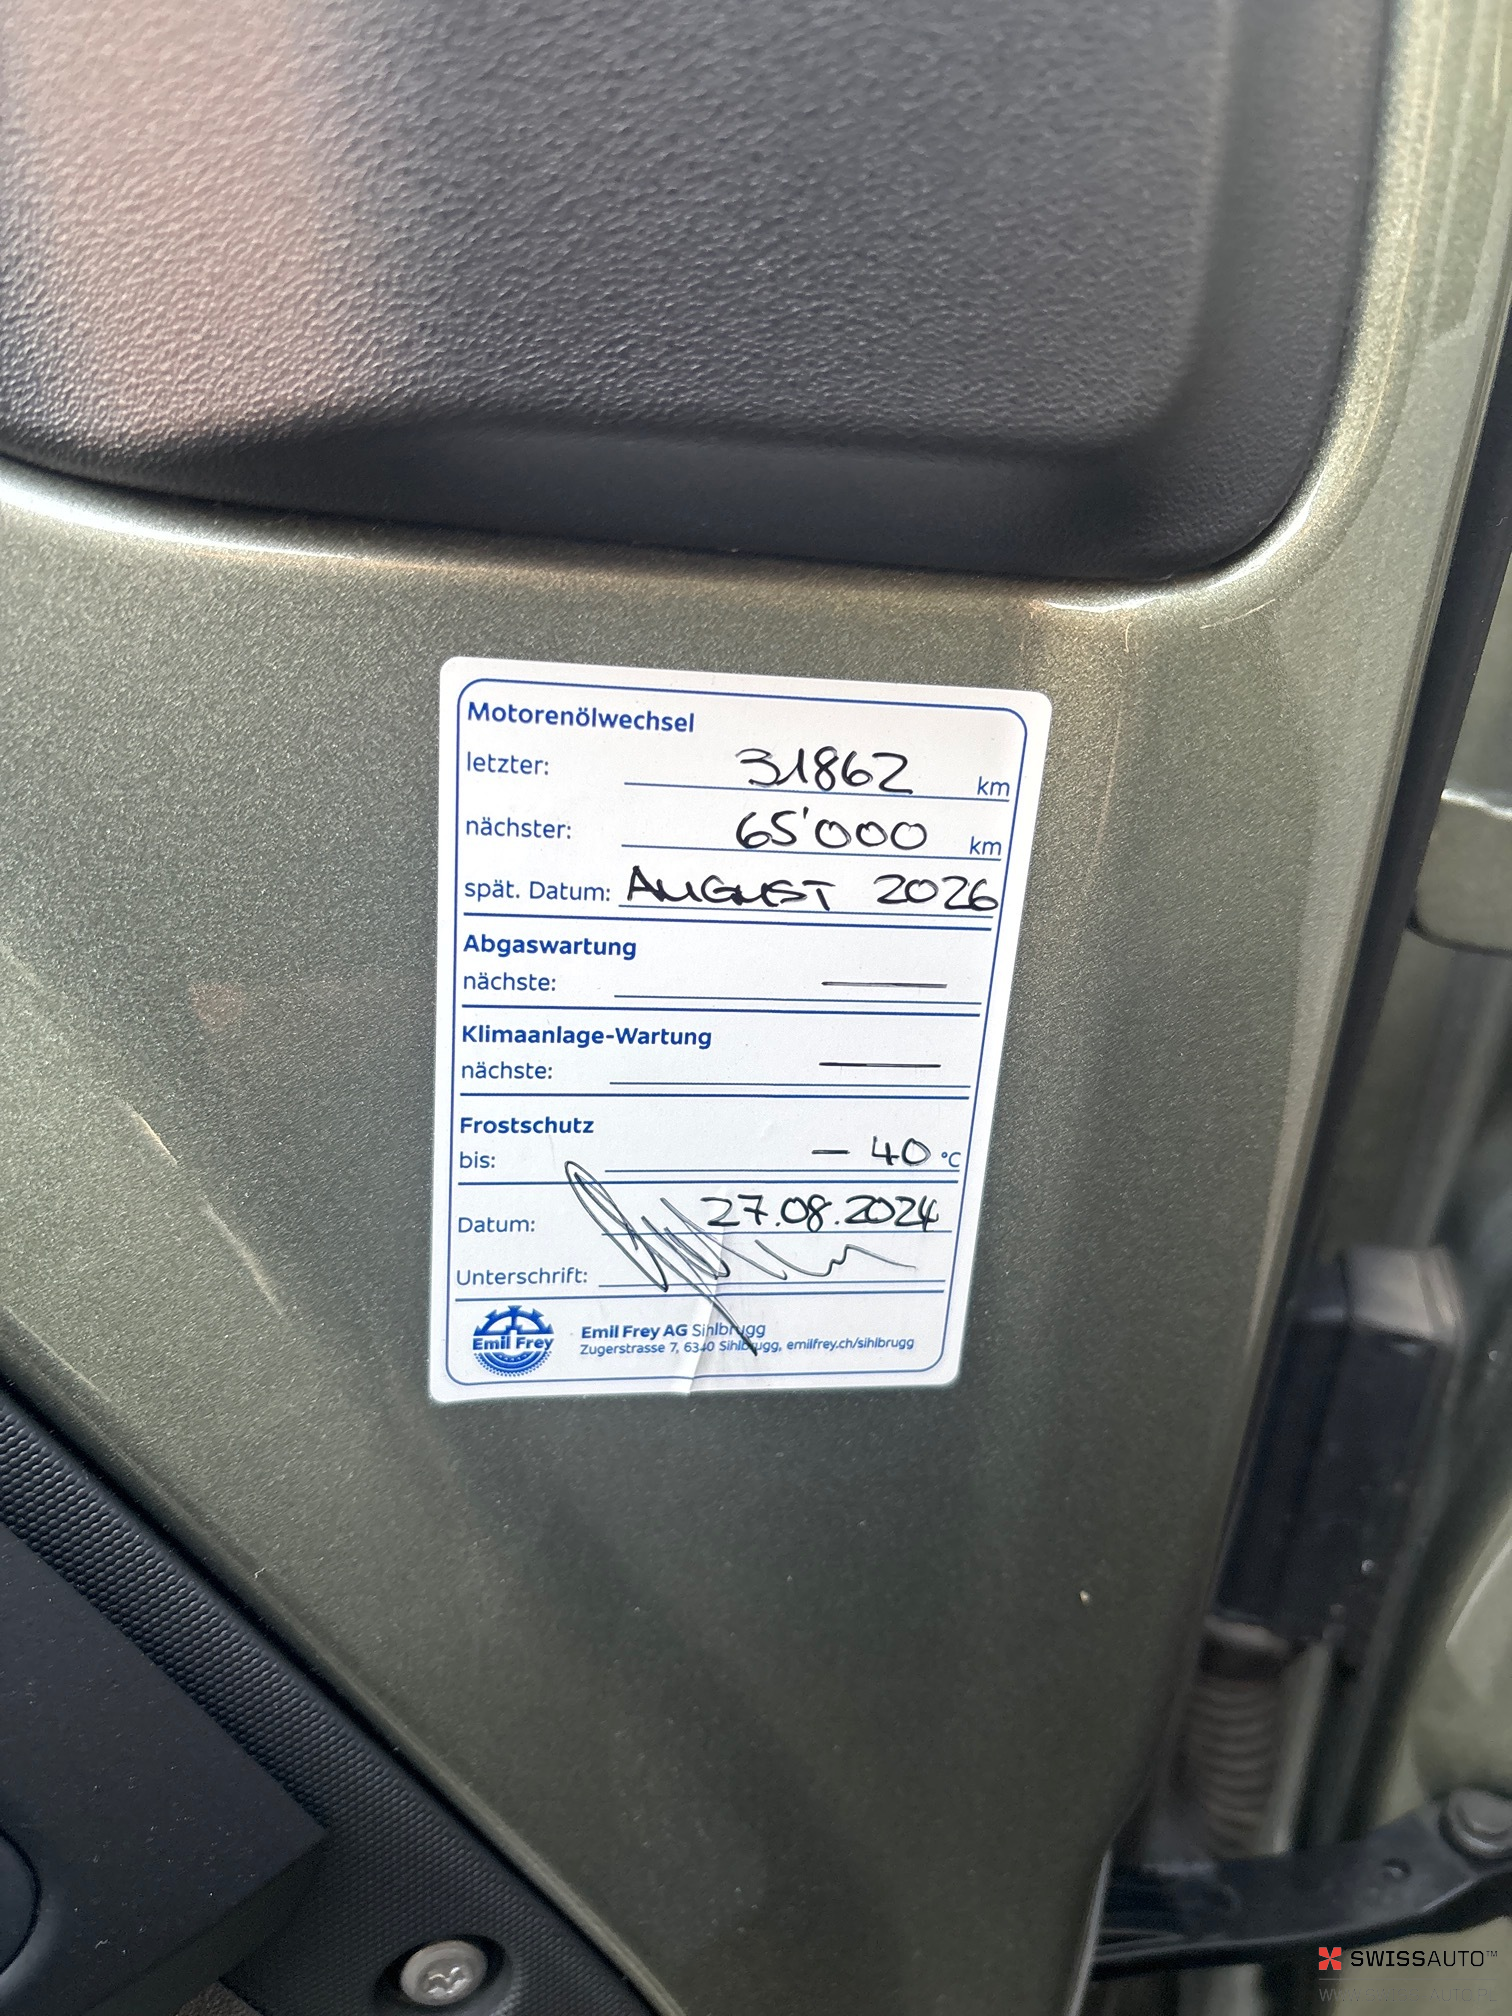 Motorenölwechsel
letzter: 31862 km
nächster: 65'000 km
spät. Datum: AUGUST 2026
Abgaswartung
nächste: —
Klimaanlage-Wartung
nächste: —
Frostschutz
bis: - 40 °C
Datum: 27.08.2024
Unterschrift:
Emil Frey
Emil Frey AG Sihlbrugg
Zugerstrasse 7, 6340 Sihlbrugg, emilfrey.ch/sihlbrugg
SWISSAUTO™